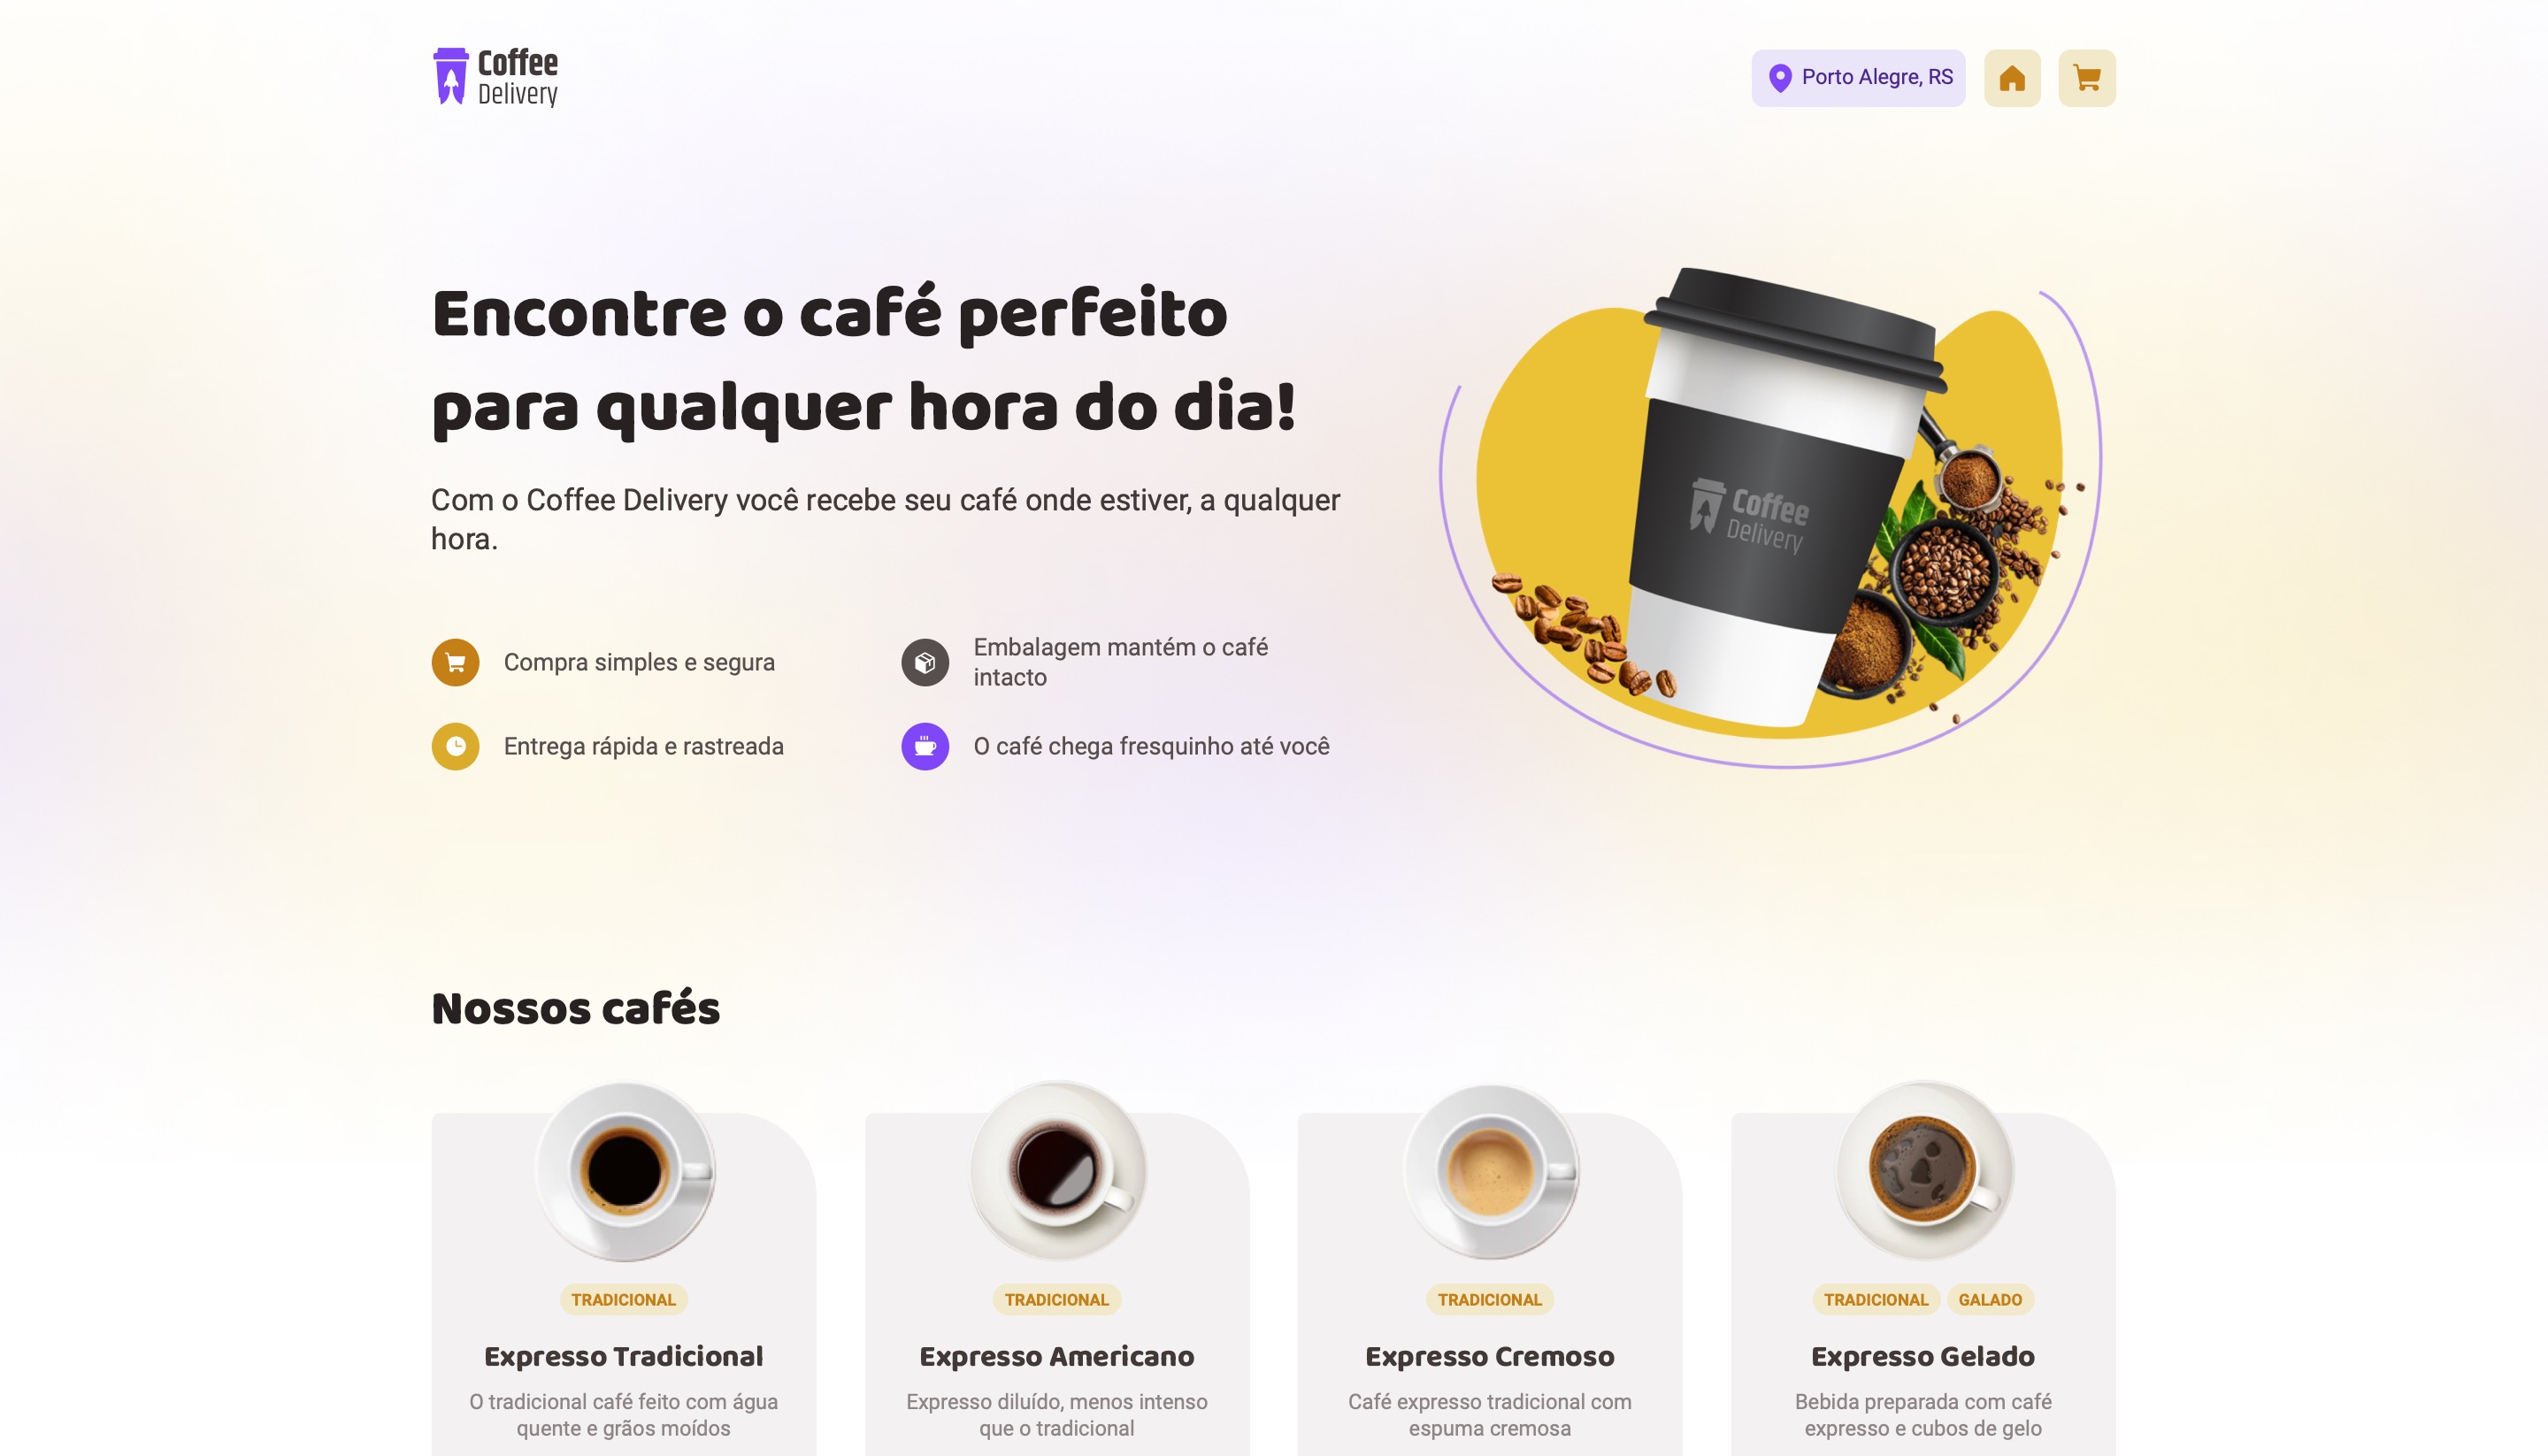 Coffee
Delivery
Porto Alegre, RS
Encontre o café perfeito
para qualquer hora do dia!
Com o Coffee Delivery você recebe seu café onde estiver, a qualquer
hora.
Compra simples e segura
Embalagem mantém o café
intacto
Entrega rápida e rastreada
O café chega fresquinho até você
Coffee
Delivery
Nossos cafés
TRADICIONAL
TRADICIONAL
TRADICIONAL
TRADICIONAL GALADO
Expresso Tradicional
Expresso Americano
Expresso Cremoso
Expresso Gelado
O tradicional café feito com água
quente e grãos moídos
Expresso diluído, menos intenso
que o tradicional
Café expresso tradicional com
espuma cremosa
Bebida preparada com café
expresso e cubos de gelo